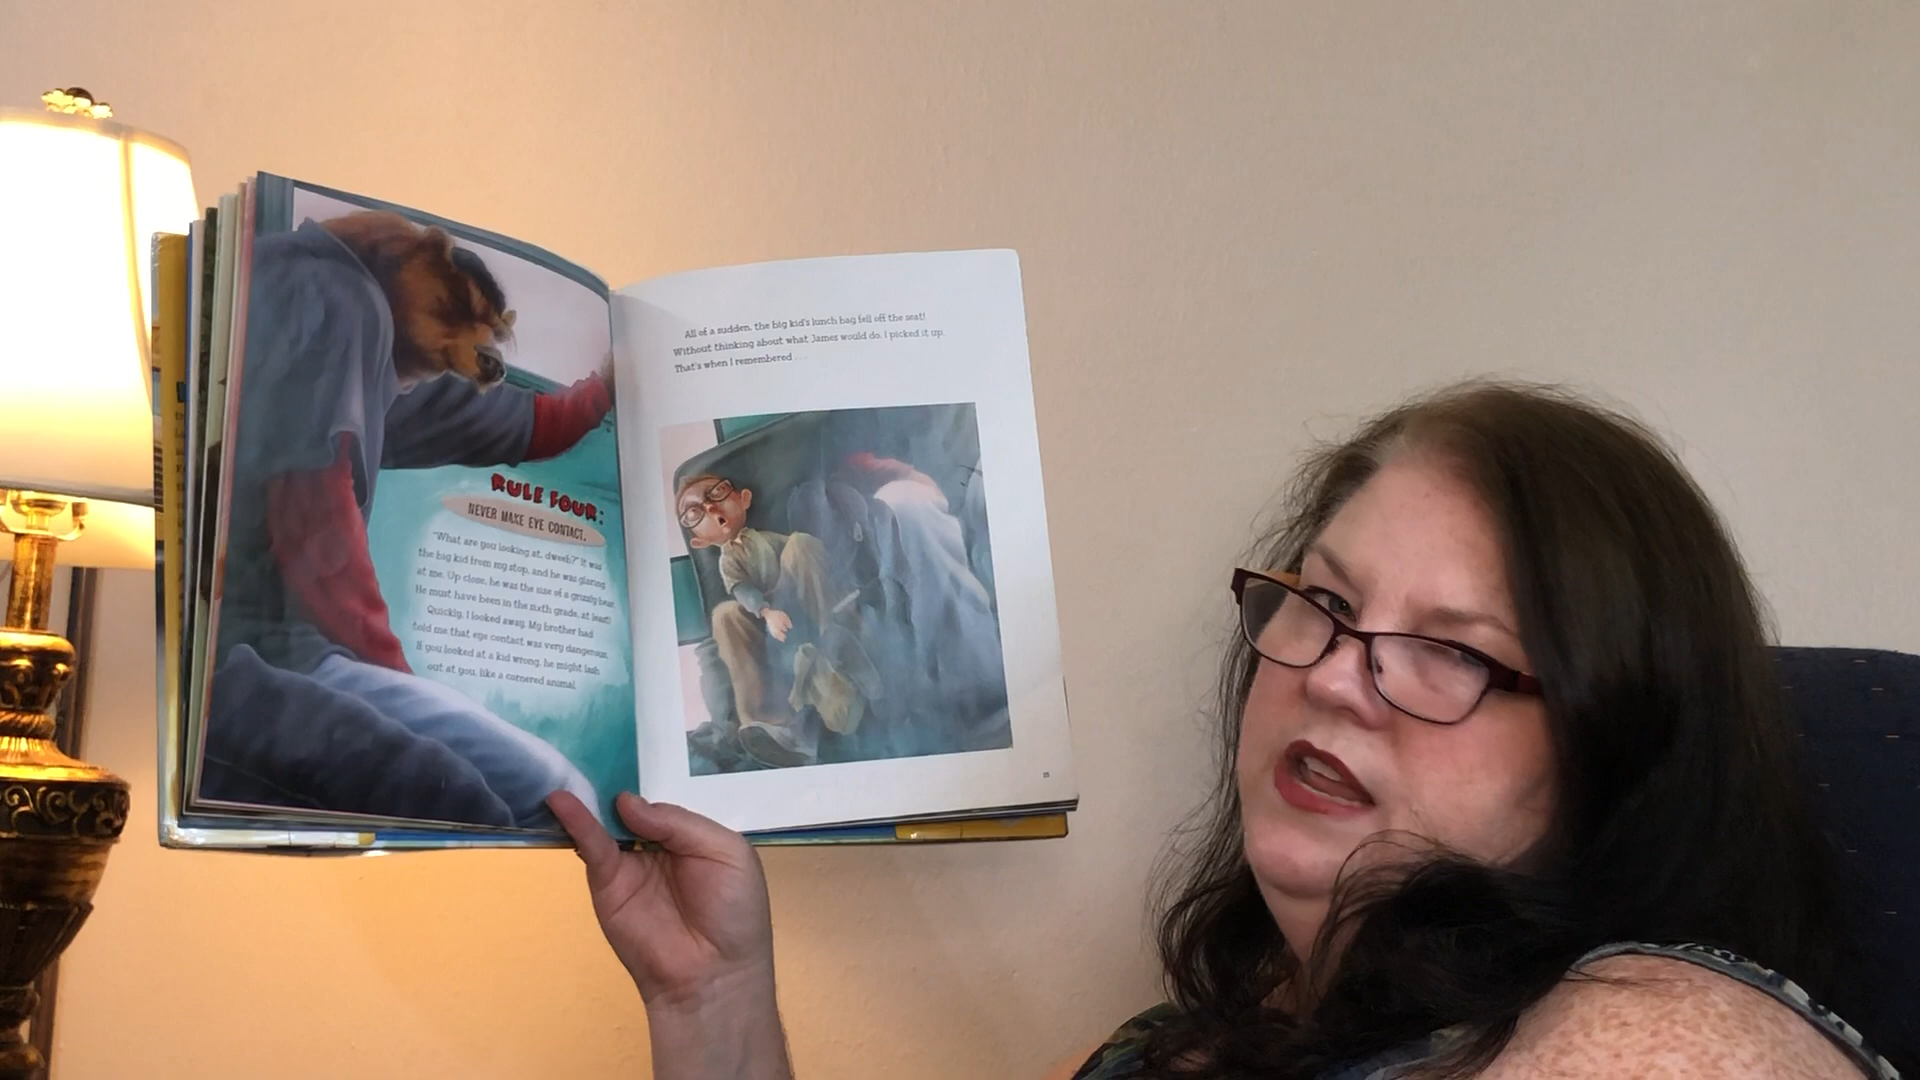 RULE FOUR:
NEVER MAKE EYE CONTACT.
"What are you looking at, dweeb?" It was
the big kid from my stop, and he was glaring
at me. Up close, he was the size of a grizzly bear.
He must have been in the sixth grade, at least!
Quickly, I looked away. My brother had
told me that eye contact was very dangerous.
If you looked at a kid wrong, he might lash
out at you, like a cornered animal.
All of a sudden, the big kid's lunch bag fell off the seat!
Without thinking about what James would do, I picked it up.
That's when I remembered . . .